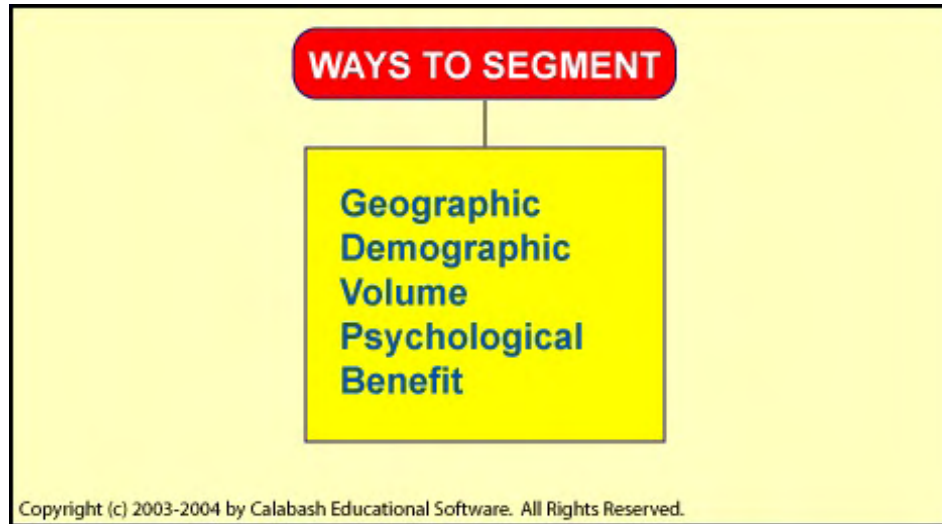 WAYS TO SEGMENT
Geographic
Demographic
Volume
Psychological
Benefit
Copyright (c) 2003-2004 by Calabash Educational Software. All Rights Reserved.